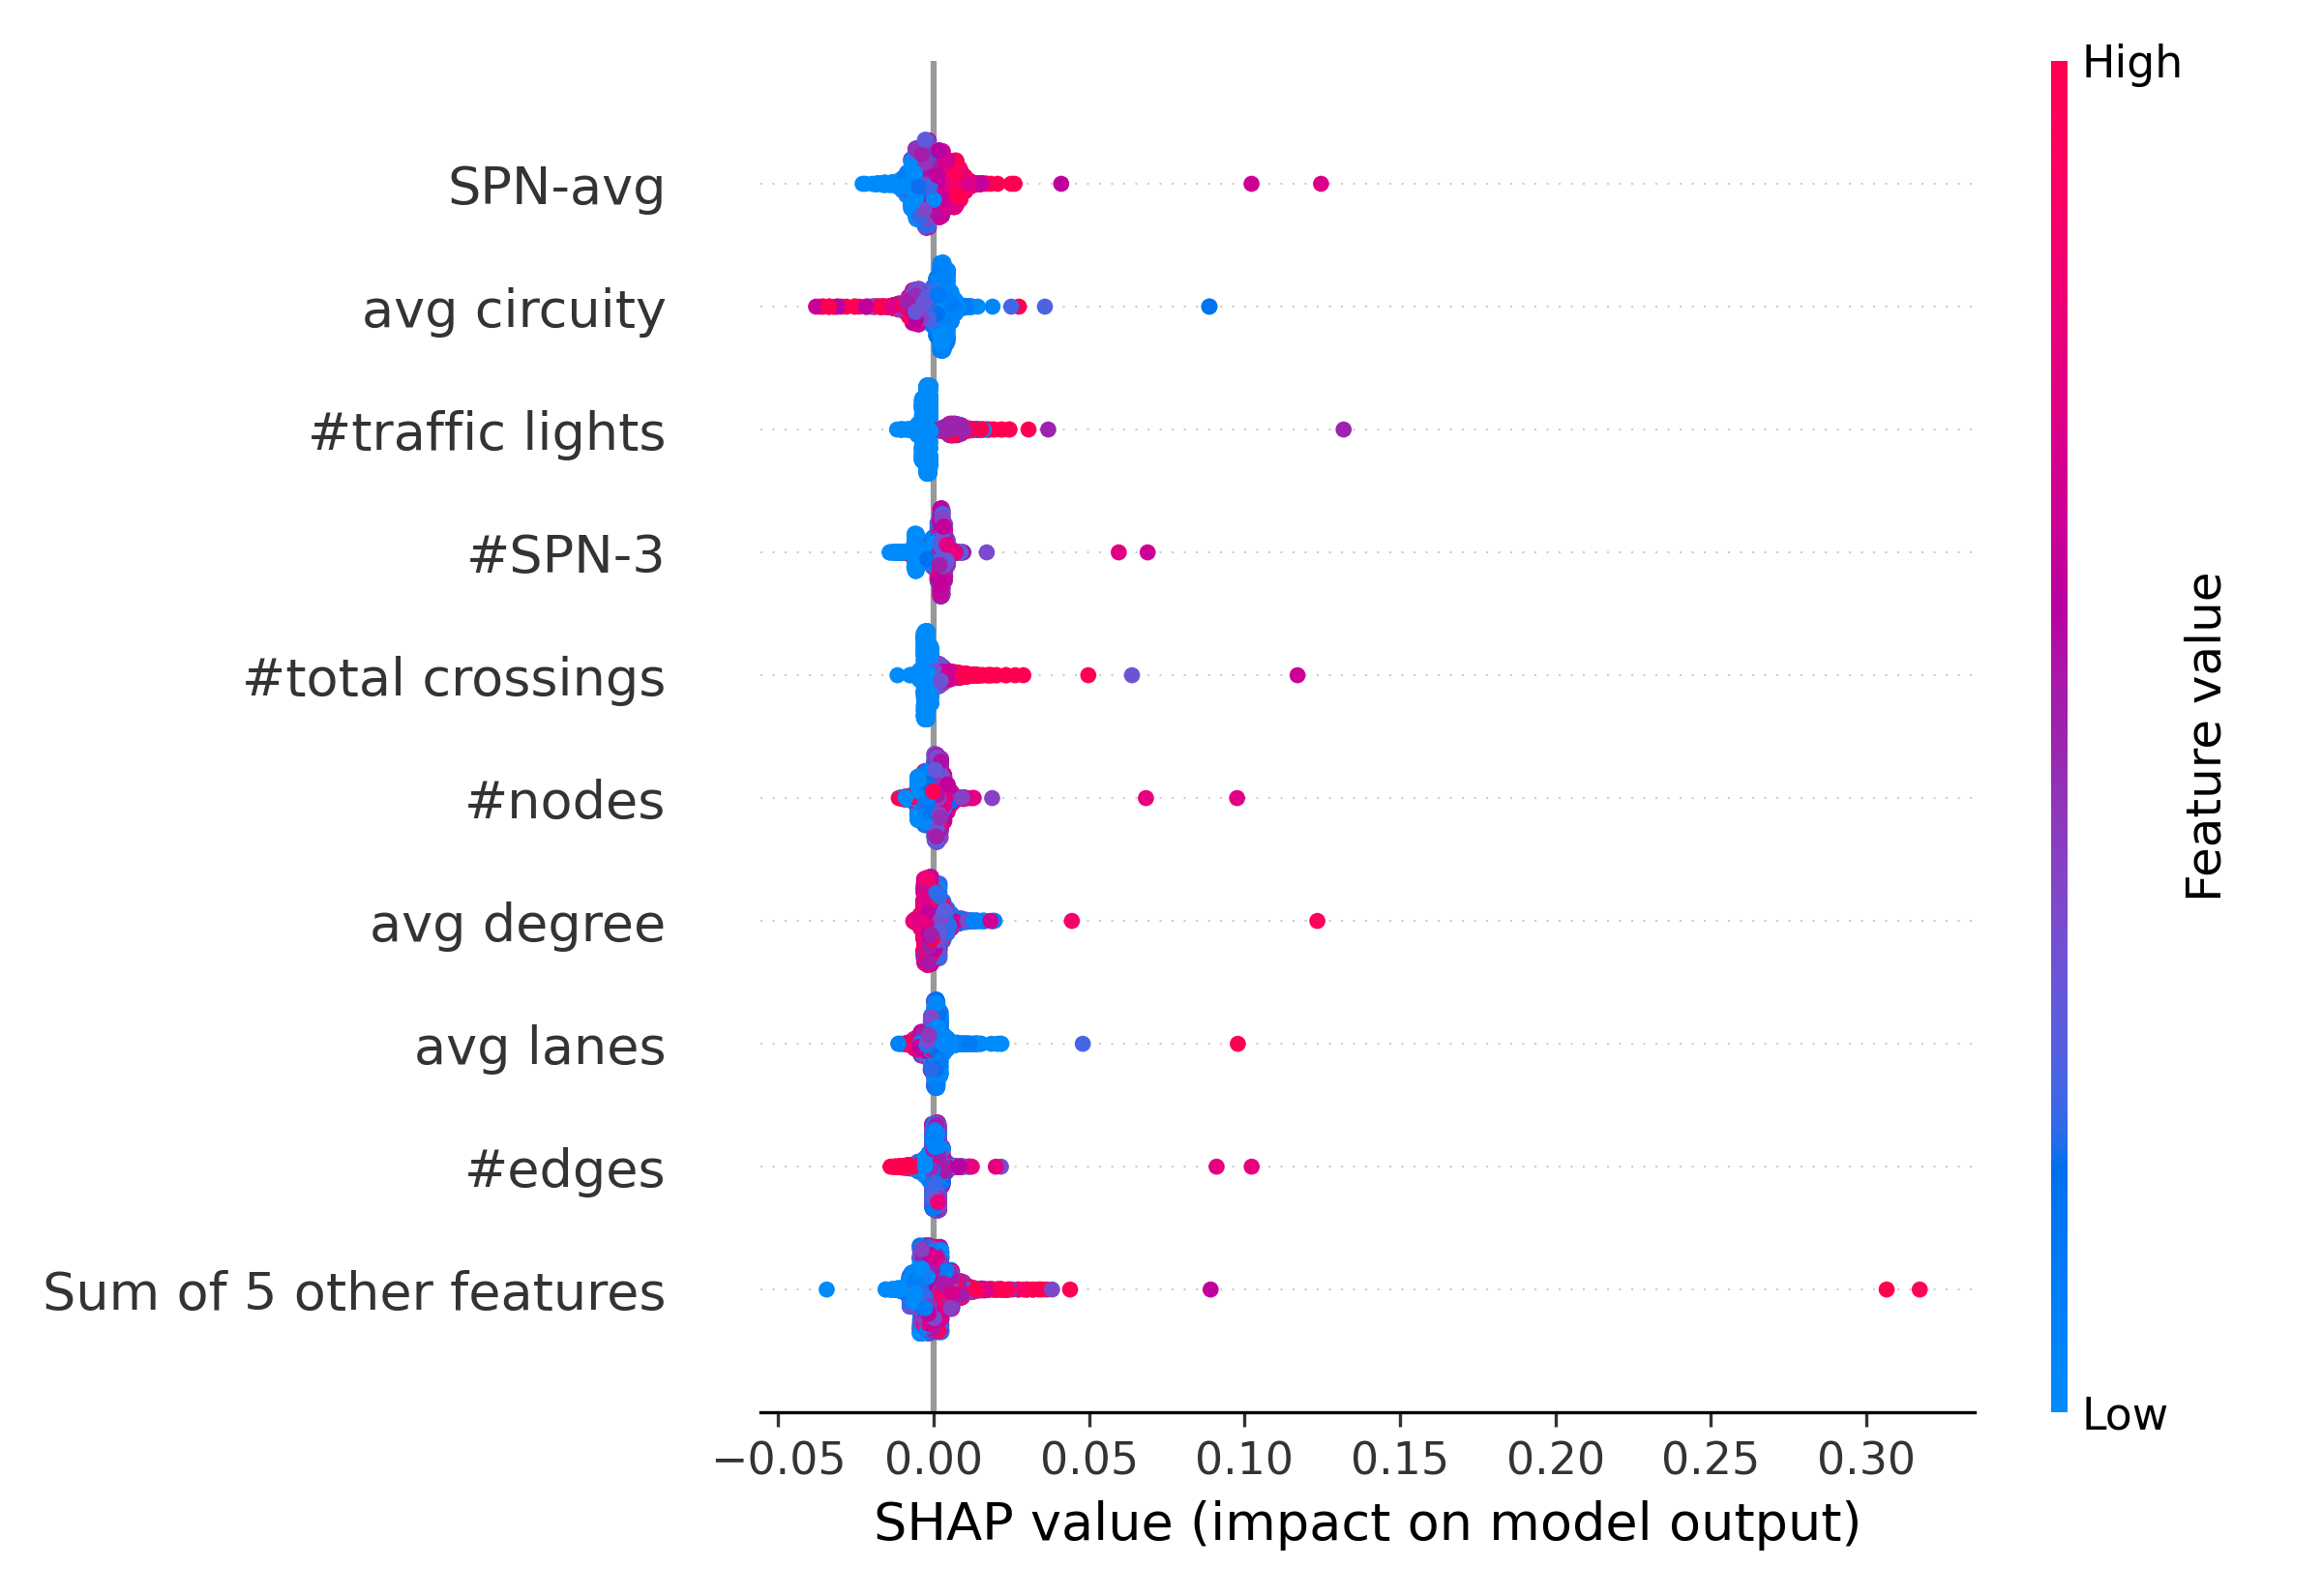 High
SPN-avg
avg circuity
#traffic lights
#SPN-3
#total crossings
#nodes
avg degree
avg lanes
#edges
Sum of 5 other features
Feature value
Low
−0.05 0.00 0.05 0.10 0.15 0.20 0.25 0.30
SHAP value (impact on model output)